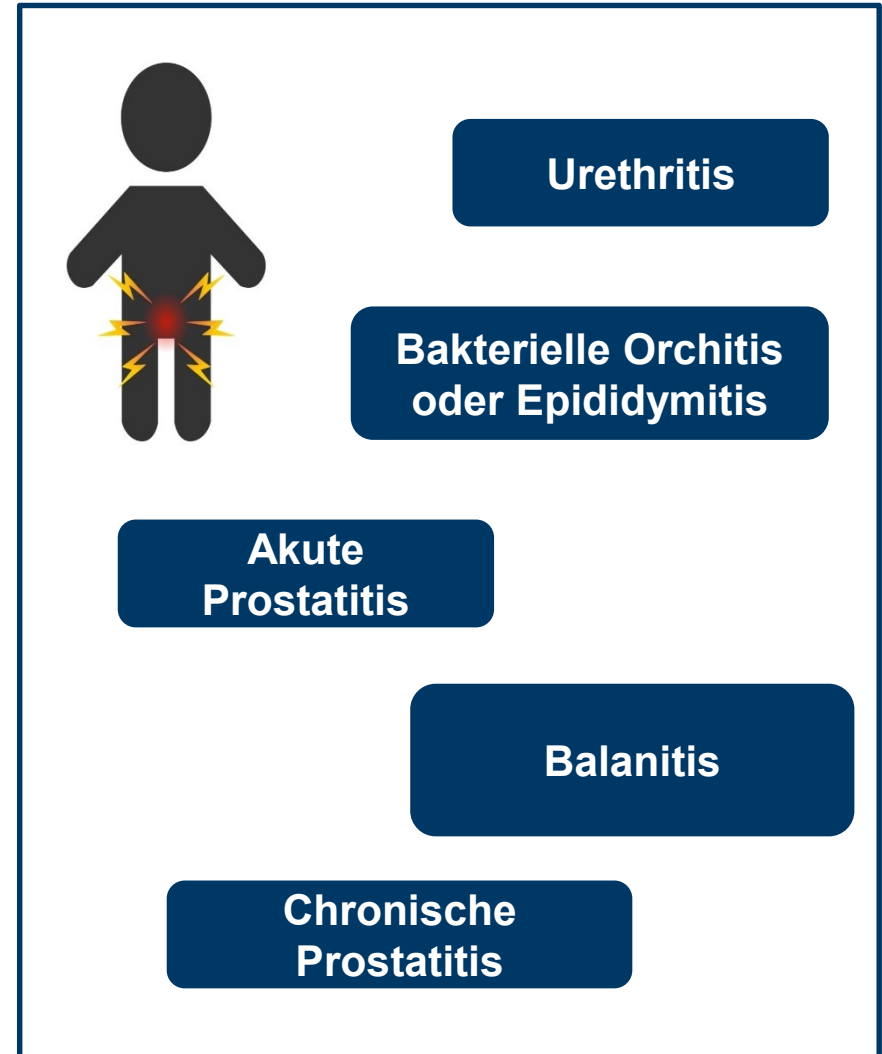 Urethritis
Bakterielle Orchitis
oder Epididymitis
Akute
Prostatitis
Balanitis
Chronische
Prostatitis